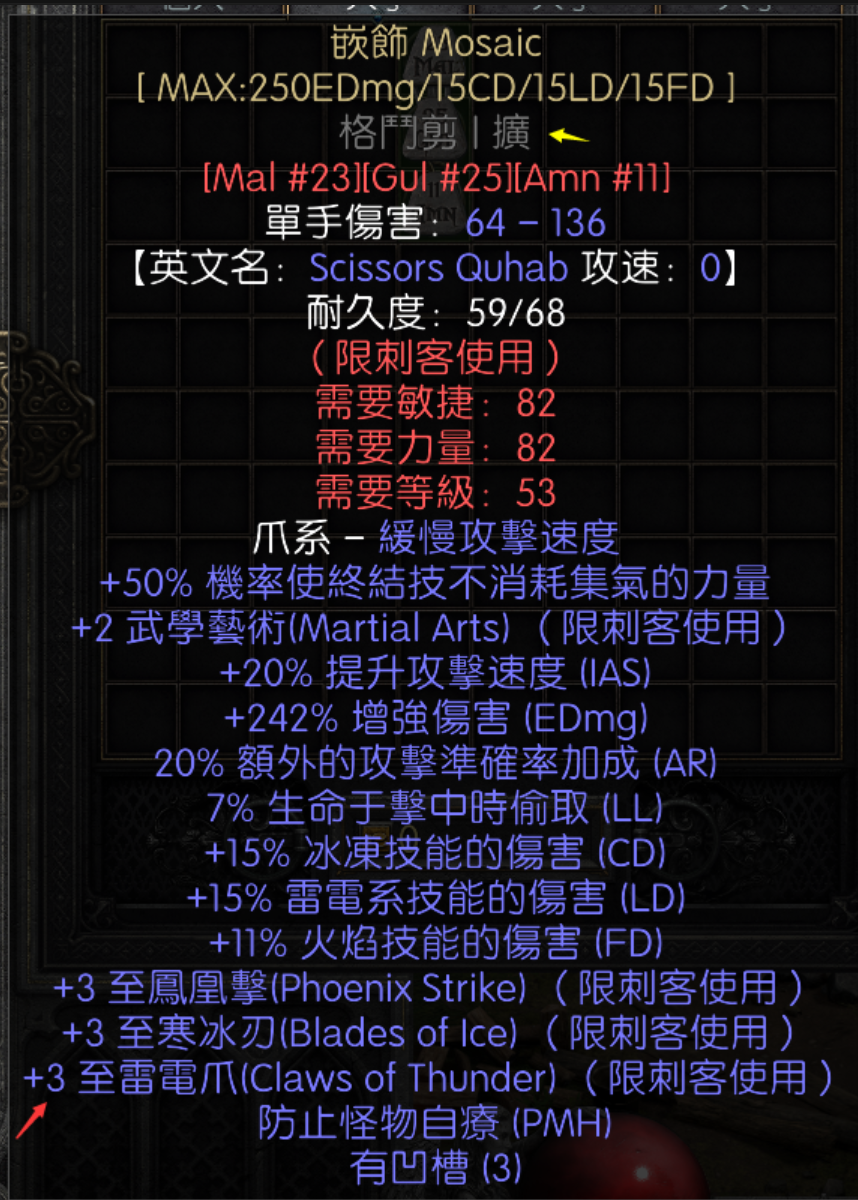 嵌飾 Mosaic
[ MAX:250EDmg/15CD/15LD/15FD ]
格鬥剪 | 擴
[Mal #23][Gul #25][Amn #11]
單手傷害: 64 - 136
【英文名: Scissors Quhab 攻速: 0】
耐久度: 59/68
( 限刺客使用 )
需要敏捷: 82
需要力量: 82
需要等級: 53
爪系 - 緩慢攻擊速度
+50% 機率使終結技不消耗集氣的力量
+2 武學藝術(Martial Arts) ( 限刺客使用 )
+20% 提升攻擊速度 (IAS)
+242% 增強傷害 (EDmg)
20% 額外的攻擊準確率加成 (AR)
7% 生命于擊中時偷取 (LL)
+15% 冰凍技能的傷害 (CD)
+15% 雷電系技能的傷害 (LD)
+11% 火焰技能的傷害 (FD)
+3 至鳳凰擊(Phoenix Strike) ( 限刺客使用 )
+3 至寒冰刃(Blades of Ice) ( 限刺客使用 )
+3 至雷電爪(Claws of Thunder) ( 限刺客使用 )
防止怪物自療 (PMH)
有凹槽 (3)